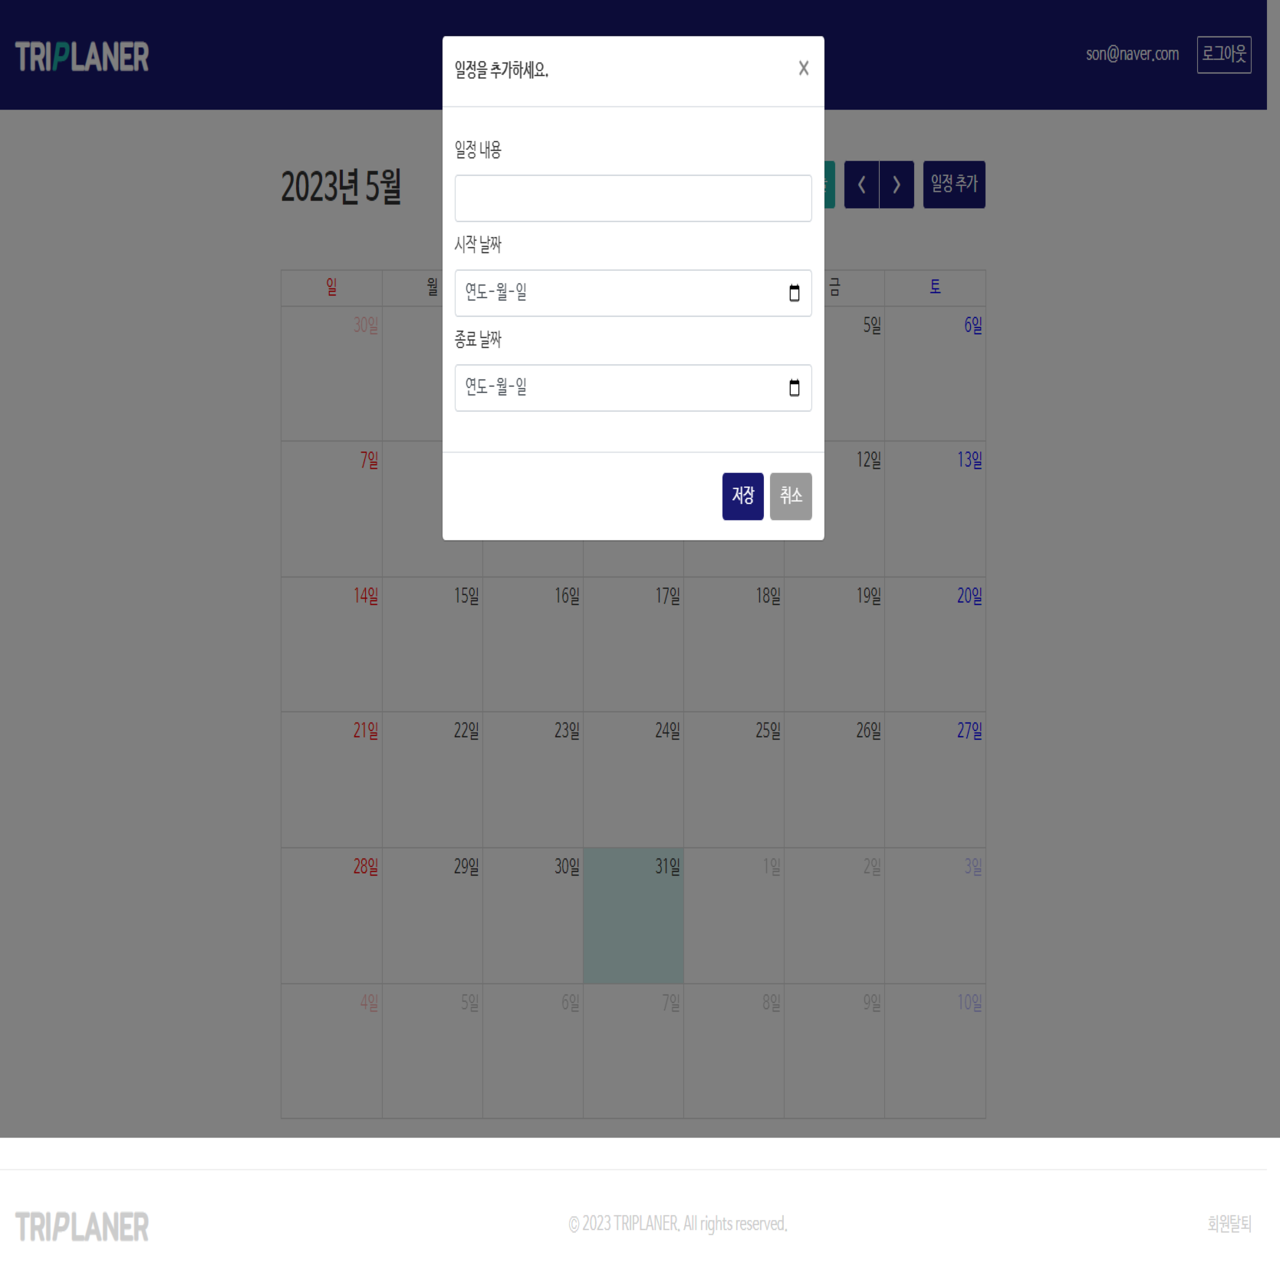 TRIPLANER
son@naver.com 로그아웃
일정을 추가하세요. X
일정 내용
시작 날짜
연도-월-일
종료 날짜
연도-월-일
저장 취소
2023년 5월
일정 추가
일 월 금 토
30일 5일 6일
7일 12일 13일
14일 15일 16일 17일 18일 19일 20일
21일 22일 23일 24일 25일 26일 27일
28일 29일 30일 31일 1일 2일 3일
4일 5일 6일 7일 8일 9일 10일
TRIPLANER
© 2023 TRIPLANER. All rights reserved.
회원탈퇴